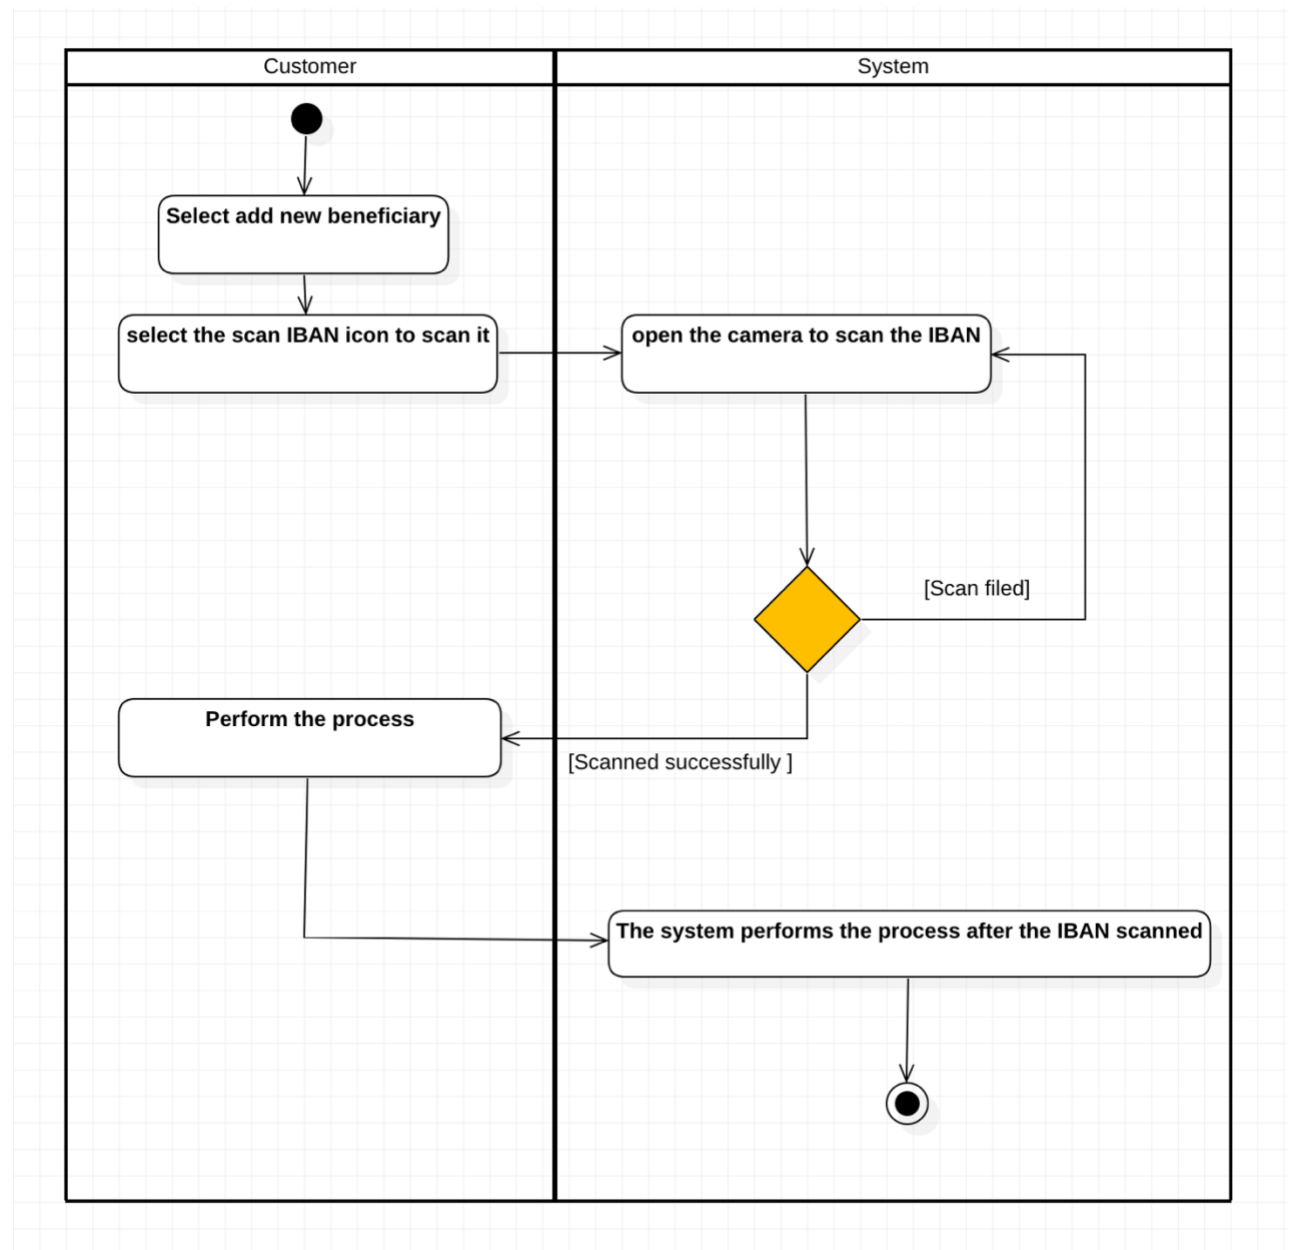 Customer
System
Select add new beneficiary
select the scan IBAN icon to scan it
open the camera to scan the IBAN
[Scan filed]
Perform the process
[Scanned successfully ]
The system performs the process after the IBAN scanned